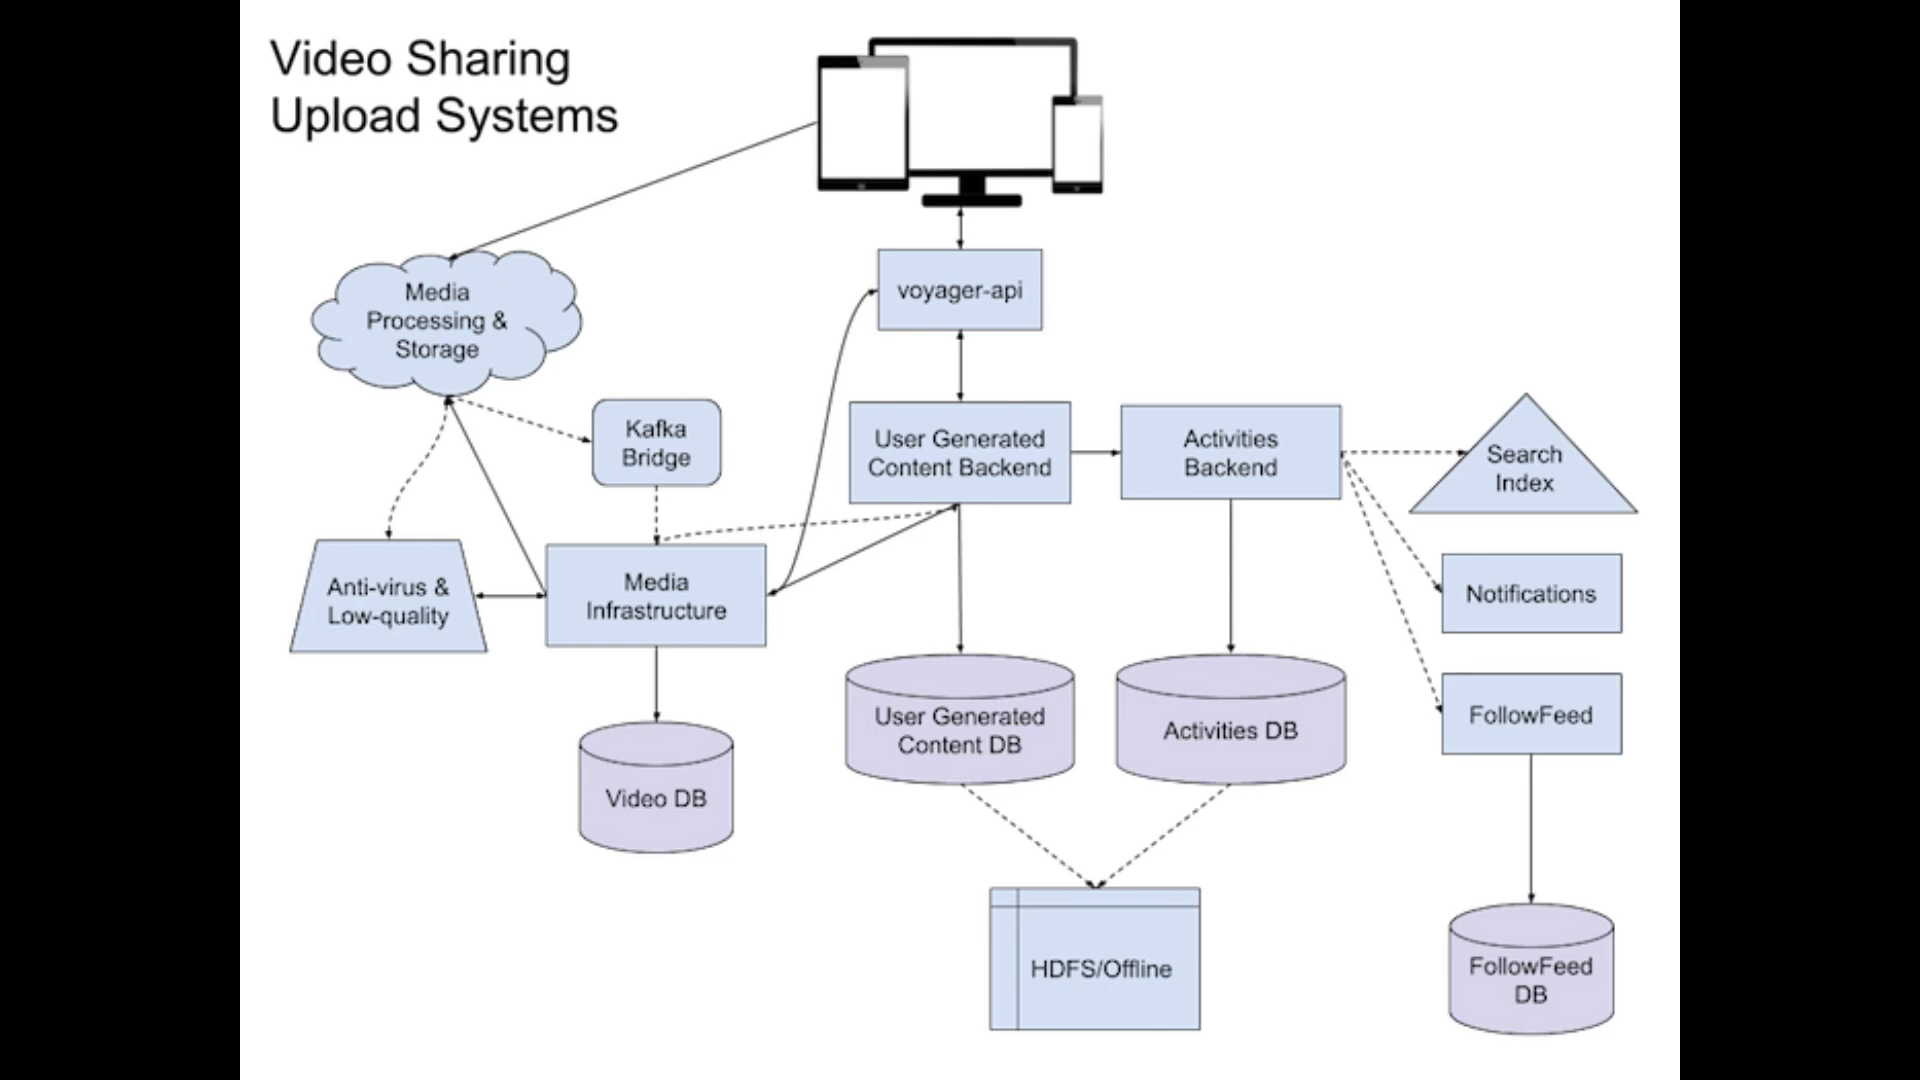 Video Sharing
Upload Systems
Media
Processing &
Storage
voyager-api
Kafka
Bridge
User Generated
Content Backend
Activities
Backend
Search
Index
Anti-virus &
Low-quality
Media
Infrastructure
Notifications
User Generated
Content DB
Activities DB
FollowFeed
Video DB
HDFS/Offline
FollowFeed
DB